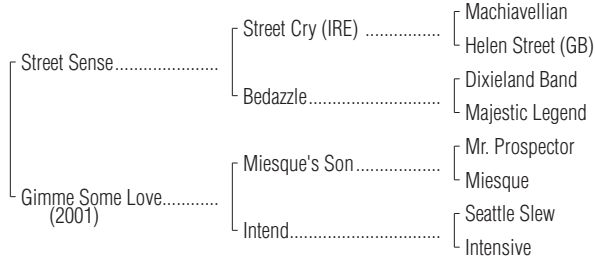 Machiavellian
Street Cry (IRE) .................
Helen Street (GB)
Street Sense.......................
Dixieland Band
Bedazzle.............................
Majestic Legend
Mr. Prospector
Miesque's Son...................
Miesque
Gimme Some Love............
(2001)
Seattle Slew
Intend.................................
Intensive